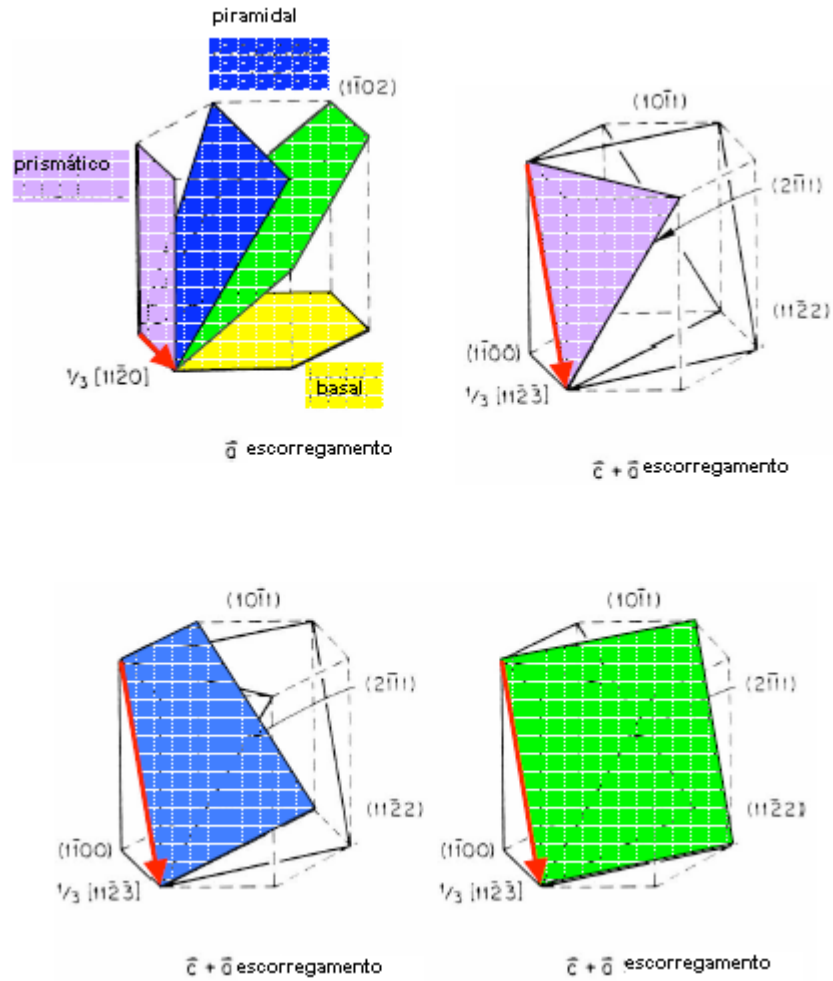 piramidal
(11̄02)
prismático
1/3 [112̄0]
basal
a⃗ escorregamento
(101̄1)
(21̄1̄1)
(112̄2)
(11̄00)
1/3 [112̄3̄]
c⃗ + a⃗ escorregamento
(101̄1)
(21̄1̄1)
(112̄2)
(11̄00)
1/3 [112̄3̄]
c⃗ + a⃗ escorregamento
(101̄1)
(21̄1̄1)
(112̄2)
(11̄00)
1/3 [112̄3̄]
c⃗ + a⃗ escorregamento